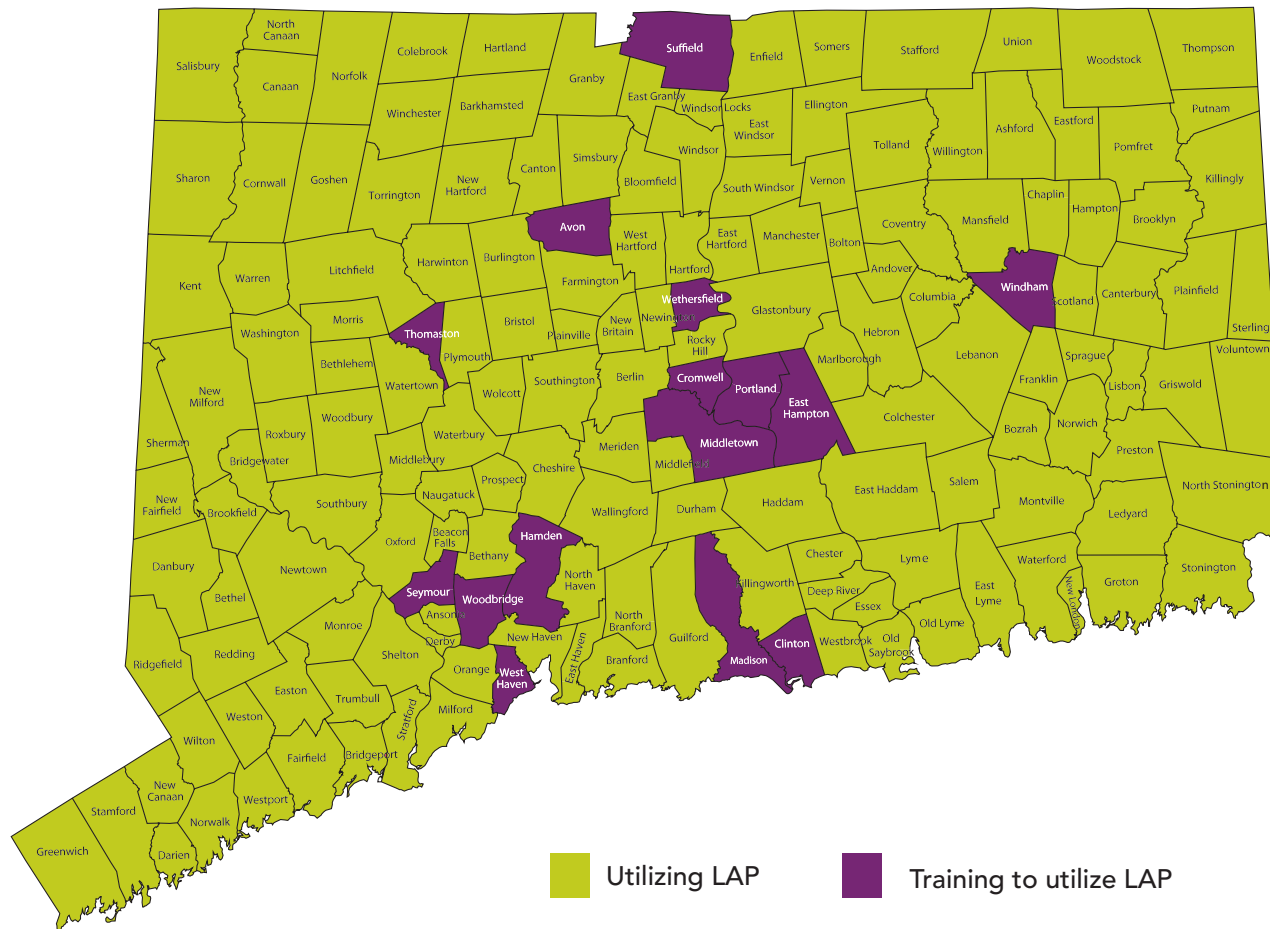 North
Canaan
Colebrook
Hartland
Suffield
Enfield
Somers
Stafford
Union
Woodstock
Thompson
Salisbury
Canaan
Norfolk
Granby
East Granby
Windsor Locks
Winchester
Barkhamsted
East
Windsor
Ellington
Ashford
Eastford
Putnam
Sharon
Cornwall
Goshen
Torrington
New
Hartford
Canton
Simsbury
Bloomfield
Windsor
South Windsor
Vernon
Tolland
Willington
Chaplin
Hampton
Pomfret
Killingly
Brooklyn
Kent
Warren
Litchfield
Harwinton
Burlington
Avon
Farmington
West
Hartford
Hartford
East
Hartford
Manchester
Bolton
Coventry
Andover
Mansfield
Windham
Scotland
Canterbury
Plainfield
Sterling
Washington
Morris
Bethlehem
Thomaston
Plymouth
Watertown
Bristol
Plainville
New
Britain
Newington
Wethersfield
Rocky
Hill
Glastonbury
Columbia
Hebron
Marlborough
Lebanon
Franklin
Sprague
Lisbon
Griswold
Voluntown
New
Milford
Sherman
Roxbury
Woodbury
Bridgewater
Middlebury
Waterbury
Wolcott
Southington
Berlin
Cromwell
Portland
East
Hampton
Middletown
Meriden
Middlefield
Colchester
Bozrah
Norwich
Preston
North Stonington
New
Fairfield
Brookfield
Southbury
Naugatuck
Prospect
Cheshire
Wallingford
Durham
Haddam
East Haddam
Salem
Montville
Ledyard
Danbury
Bethel
Newtown
Oxford
Beacon
Falls
Bethany
Hamden
North
Haven
Seymour
Woodbridge
Ansonia
Derby
North
Branford
Guilford
Killingworth
Chester
Deep River
Essex
Lyme
East
Lyme
Waterford
New London
Groton
Stonington
Ridgefield
Redding
Monroe
Shelton
Orange
West
Haven
New Haven
East Haven
Branford
Madison
Clinton
Westbrook
Old
Saybrook
Old Lyme
Easton
Trumbull
Weston
Stratford
Milford
Wilton
Fairfield
Bridgeport
New
Canaan
Stamford
Norwalk
Westport
Greenwich
Darien
Utilizing LAP
Training to utilize LAP